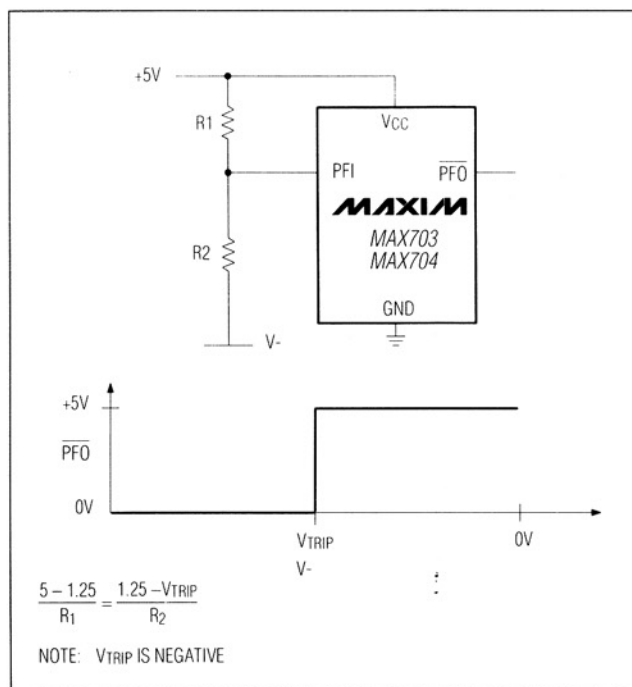 +5V
R1
VCC
PFI
PFO
MAXIM
MAX703
MAX704
R2
GND
V-
+5V
PFO
0V
VTRIP
0V
V-
5 – 1.25 / R1 = 1.25 –VTRIP / R2
NOTE: VTRIP IS NEGATIVE